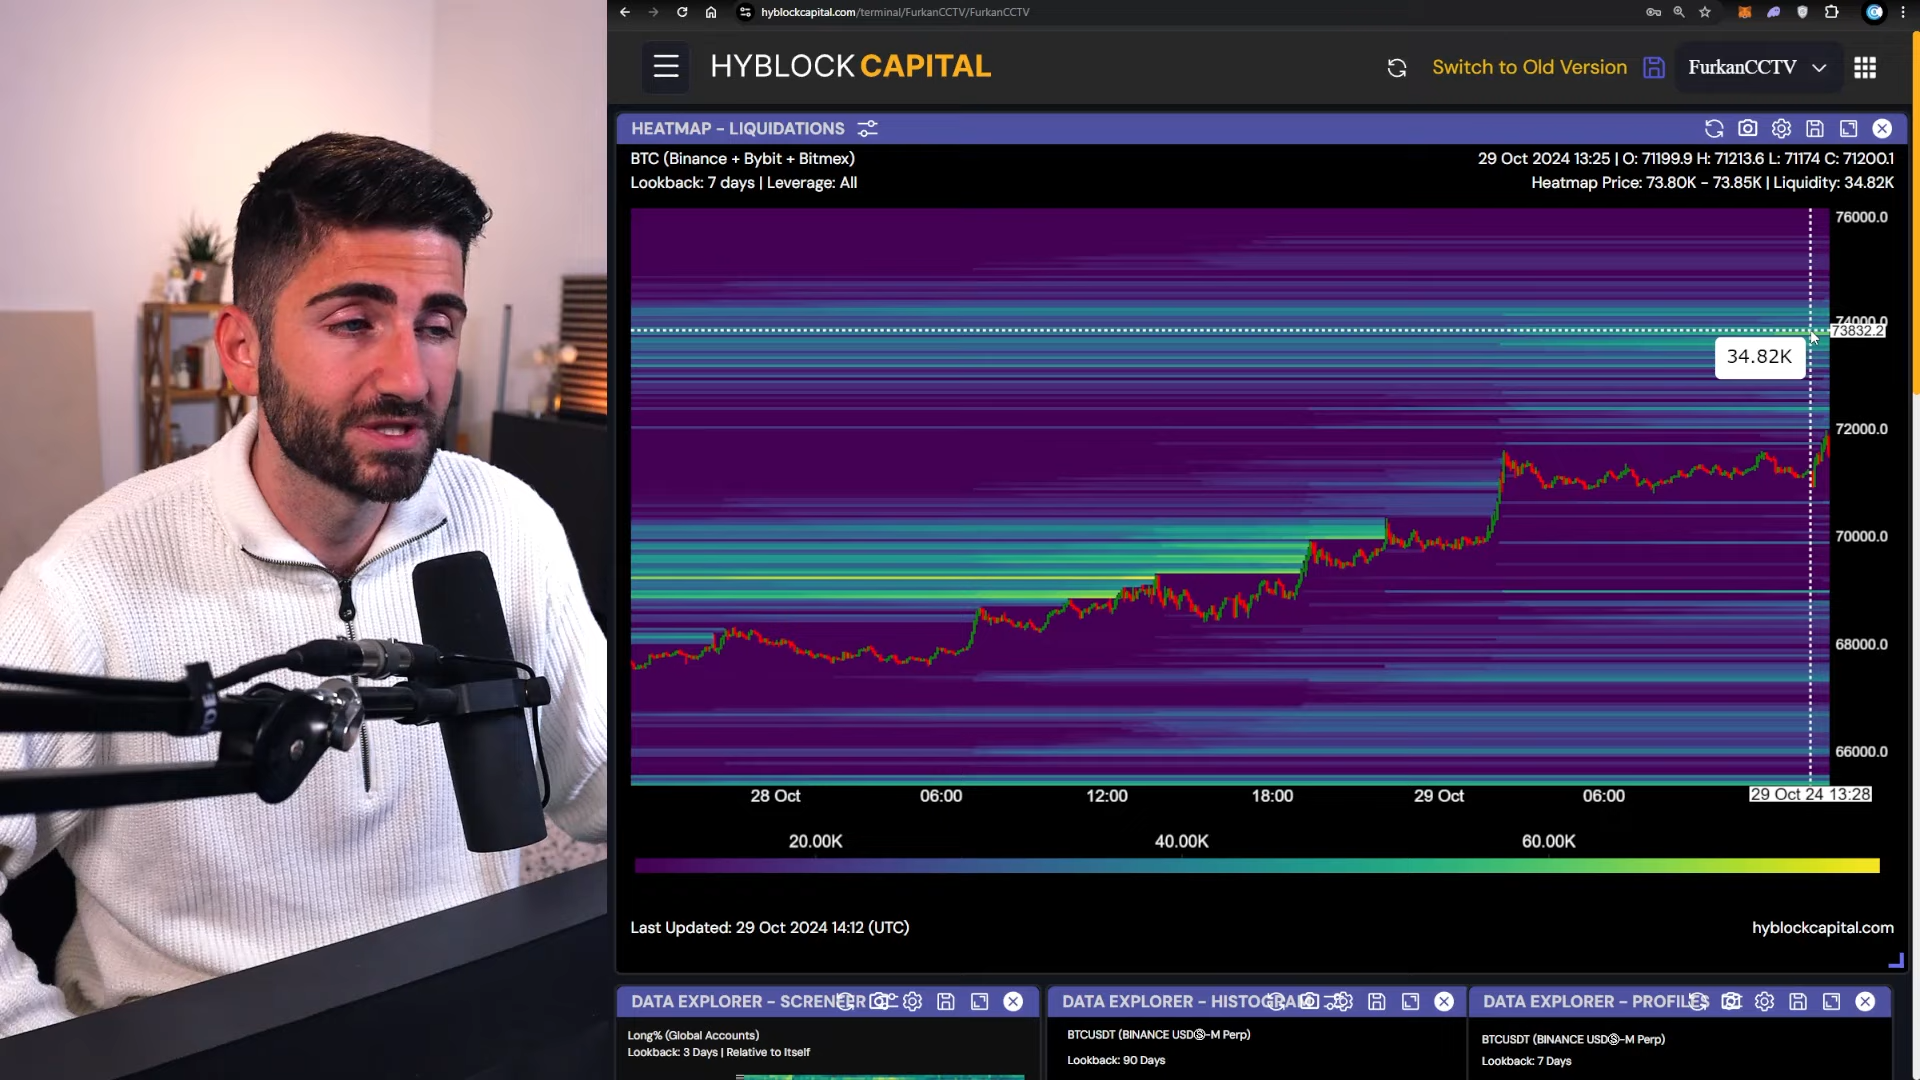 hyblockcapital.com/terminal/FurkanCCTV/FurkanCCTV
HYBLOCK CAPITAL
Switch to Old Version
FurkanCCTV
HEATMAP - LIQUIDATIONS
BTC (Binance + Bybit + Bitmex)
29 Oct 2024 13:25 | O: 71199.9 H: 71213.6 L: 71174 C: 71200.1
Lookback: 7 days | Leverage: All
Heatmap Price: 73.80K - 73.85K | Liquidity: 34.82K
76000.0
74000.0
73832.2
34.82K
72000.0
70000.0
68000.0
66000.0
28 Oct 06:00 12:00 18:00 29 Oct 06:00 29 Oct 24 13:28
20.00K 40.00K 60.00K
Last Updated: 29 Oct 2024 14:12 (UTC)
hyblockcapital.com
DATA EXPLORER - SCREENER
Long% (Global Accounts)
Lookback: 3 Days | Relative to Itself
DATA EXPLORER - HISTOGRAM
BTCUSDT (BINANCE USDⓈ-M Perp)
Lookback: 90 Days
DATA EXPLORER - PROFILES
BTCUSDT (BINANCE USDⓈ-M Perp)
Lookback: 7 Days